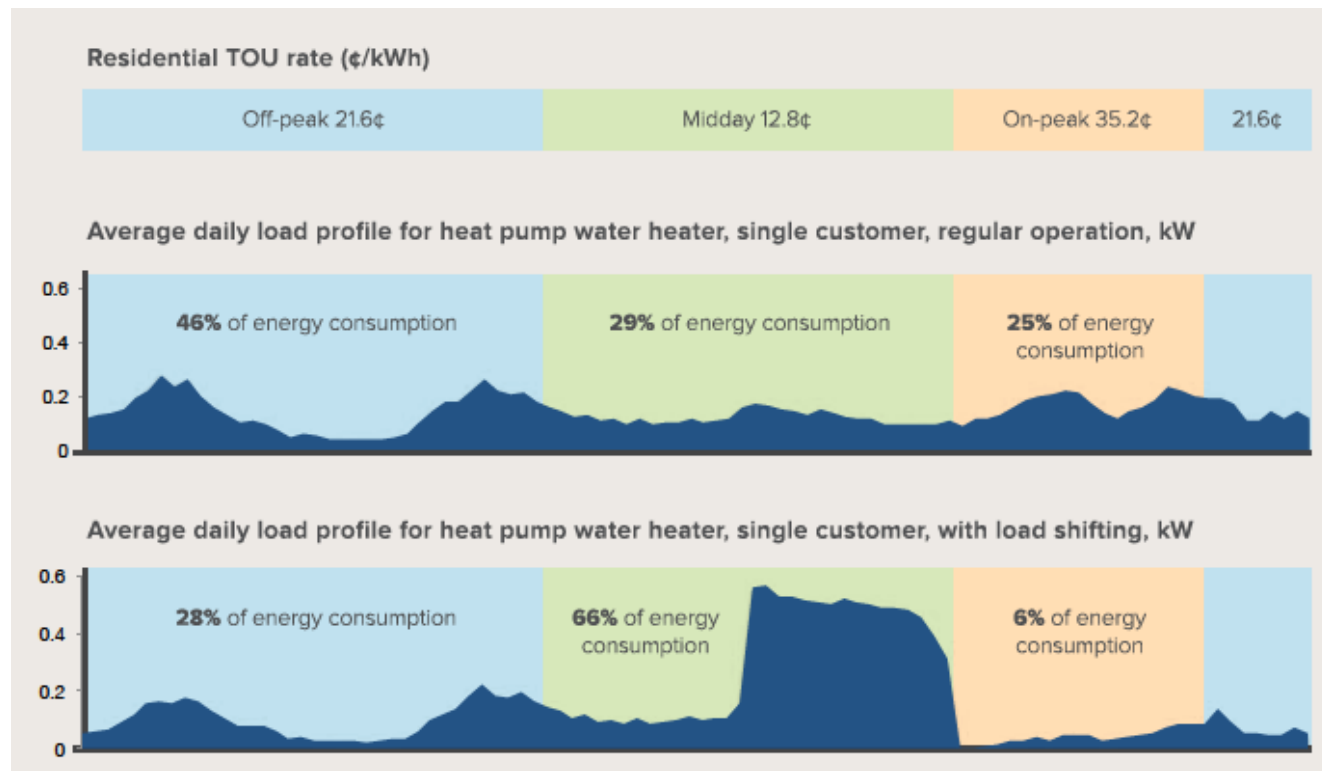 Residential TOU rate (¢/kWh)
Off-peak 21.6¢ Midday 12.8¢ On-peak 35.2¢ 21.6¢
Average daily load profile for heat pump water heater, single customer, regular operation, kW
0.6
46% of energy consumption 29% of energy consumption 25% of energy
consumption
0.4
0.2
0
Average daily load profile for heat pump water heater, single customer, with load shifting, kW
0.6
28% of energy consumption 66% of energy 6% of energy
consumption consumption
0.4
0.2
0